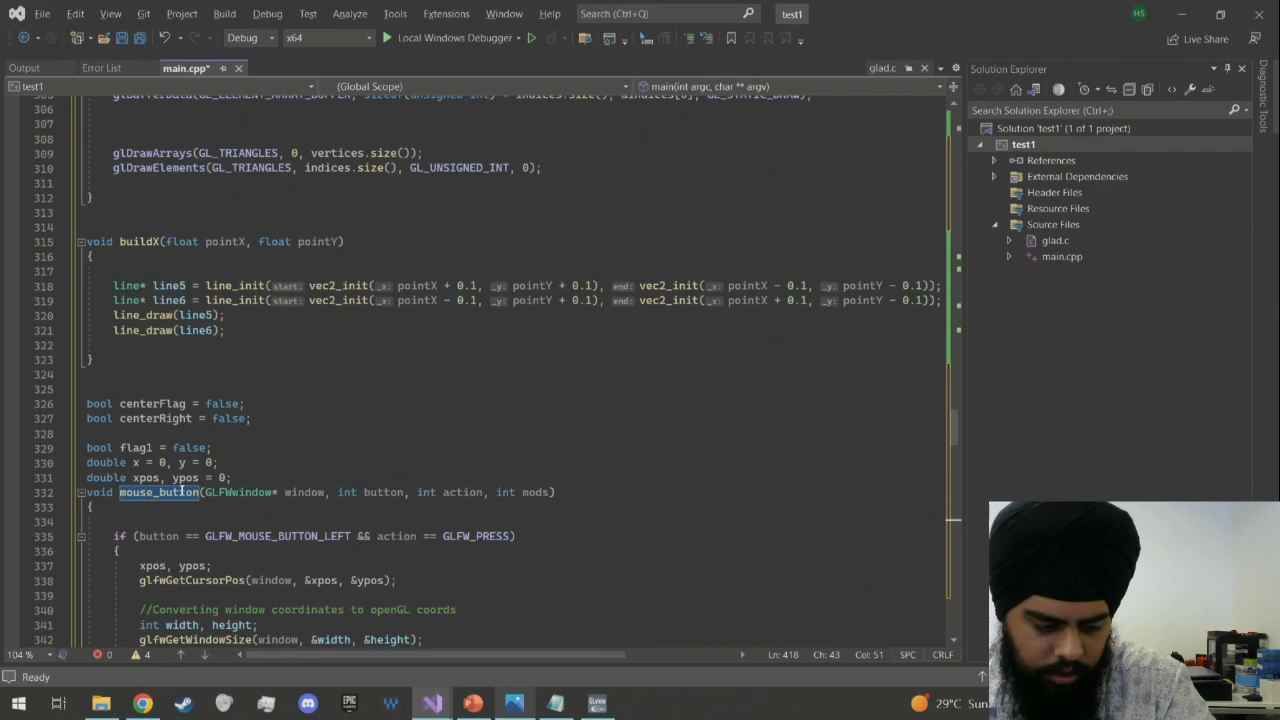 File Edit View Git Project Build Debug Test Analyze Tools Extensions Window Help Search (Ctrl+Q) test1 HS
Debug x64 Local Windows Debugger Live Share
Output Error List main.cpp* glad.c
test1 (Global Scope) main(int argc, char ** argv)
306
307
308
309 glDrawArrays(GL_TRIANGLES, 0, vertices.size());
310 glDrawElements(GL_TRIANGLES, indices.size(), GL_UNSIGNED_INT, 0);
311
312 }
313
314
315 void buildX(float pointX, float pointY)
316 {
317
318 line* line5 = line_init(start: vec2_init(_x: pointX + 0.1, _y: pointY + 0.1), end: vec2_init(_x: pointX - 0.1, _y: pointY - 0.1));
319 line* line6 = line_init(start: vec2_init(_x: pointX - 0.1, _y: pointY + 0.1), end: vec2_init(_x: pointX + 0.1, _y: pointY - 0.1));
320 line_draw(line5);
321 line_draw(line6);
322
323 }
324
325
326 bool centerFlag = false;
327 bool centerRight = false;
328
329 bool flag1 = false;
330 double x = 0, y = 0;
331 double xpos, ypos = 0;
332 void mouse_button(GLFWwindow* window, int button, int action, int mods)
333 {
334
335 if (button == GLFW_MOUSE_BUTTON_LEFT && action == GLFW_PRESS)
336 {
337 xpos, ypos;
338 glfwGetCursorPos(window, &xpos, &ypos);
339
340 //Converting window coordinates to openGL coords
341 int width, height;
342 glfwGetWindowSize(window, &width, &height);
104 % 0 4 Ln: 418 Ch: 43 Col: 51 SPC CRLF
Ready
Solution Explorer
Search Solution Explorer (Ctrl+;)
Solution 'test1' (1 of 1 project)
test1
References
External Dependencies
Header Files
Resource Files
Source Files
glad.c
main.cpp
Diagnostic Tools
EPIC
29°C Sun